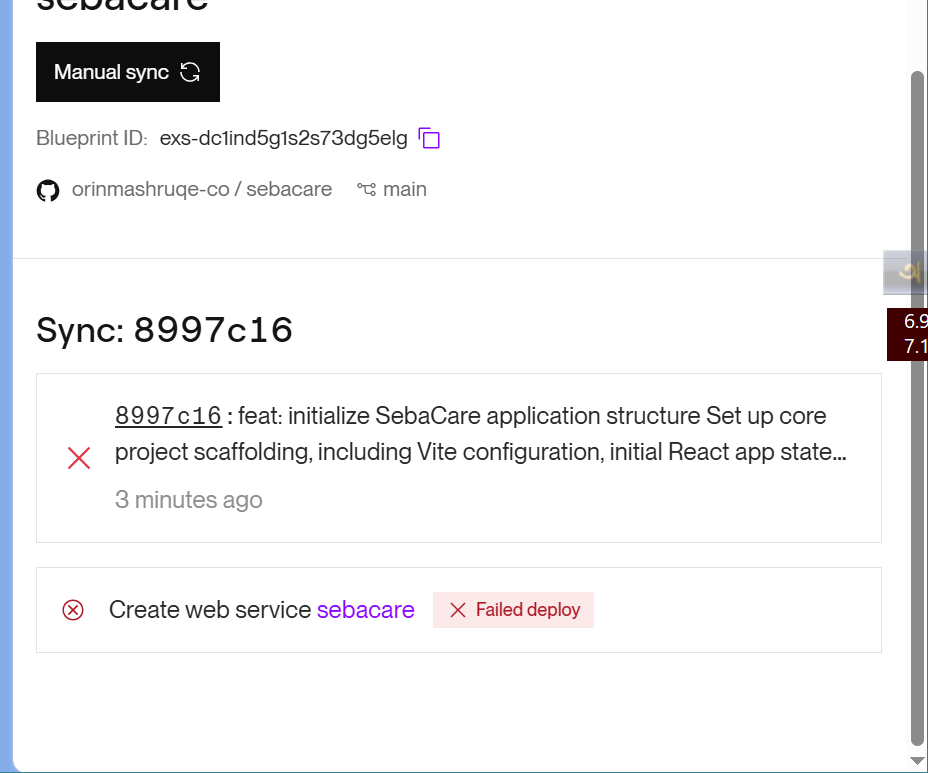 sebacare
Manual sync
Blueprint ID: exs-dc1ind5g1s2s73dg5elg
orinmashruqe-co / sebacare main
Sync: 8997c16
8997c16 : feat: initialize SebaCare application structure Set up core
project scaffolding, including Vite configuration, initial React app state...
3 minutes ago
Create web service sebacare Failed deploy
অ
6.9
7.1